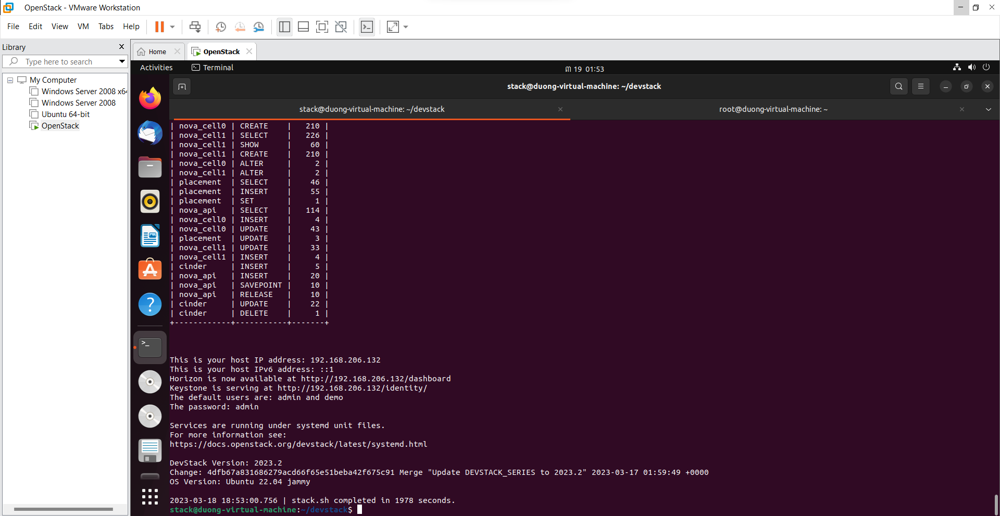 OpenStack - VMware Workstation
File Edit View VM Tabs Help
Library
Type here to search
My Computer
Windows Server 2008 x64
Windows Server 2008
Ubuntu 64-bit
OpenStack
Home
OpenStack
Activities
Terminal
ต 19 01:53
stack@duong-virtual-machine: ~/devstack
stack@duong-virtual-machine: ~/devstack
root@duong-virtual-machine: ~
| nova_cell0 | CREATE    |   210 |
| nova_cell1 | SELECT    |   226 |
| nova_cell1 | SHOW      |    60 |
| nova_cell1 | CREATE    |   210 |
| nova_cell0 | ALTER     |     2 |
| nova_cell1 | ALTER     |     2 |
| placement  | SELECT    |    46 |
| placement  | INSERT    |    55 |
| placement  | SET       |     1 |
| nova_api   | SELECT    |   114 |
| nova_cell0 | INSERT    |     4 |
| nova_cell0 | UPDATE    |    43 |
| placement  | UPDATE    |     3 |
| nova_cell1 | UPDATE    |    33 |
| nova_cell1 | INSERT    |     4 |
| cinder     | INSERT    |     5 |
| nova_api   | INSERT    |    20 |
| nova_api   | SAVEPOINT |    10 |
| nova_api   | RELEASE   |    10 |
| cinder     | UPDATE    |    22 |
| cinder     | DELETE    |     1 |
+------------+-----------+-------+
This is your host IP address: 192.168.206.132
This is your host IPv6 address: ::1
Horizon is now available at http://192.168.206.132/dashboard
Keystone is serving at http://192.168.206.132/identity/
The default users are: admin and demo
The password: admin
Services are running under systemd unit files.
For more information see:
https://docs.openstack.org/devstack/latest/systemd.html
DevStack Version: 2023.2
Change: 4dfb67a831686279acd66f65e51beba42f675c91 Merge "Update DEVSTACK_SERIES to 2023.2" 2023-03-17 01:59:49 +0000
OS Version: Ubuntu 22.04 jammy
2023-03-18 18:53:00.756 | stack.sh completed in 1978 seconds.
stack@duong-virtual-machine:~/devstack$